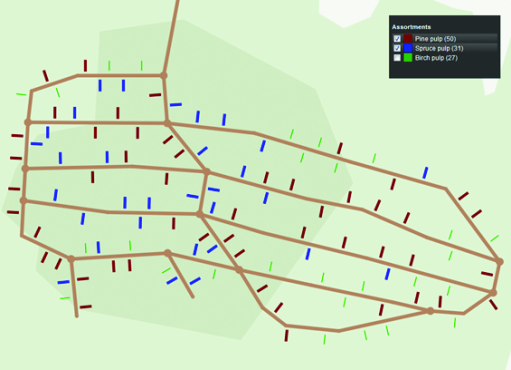 Assortments
Pine pulp (50)
Spruce pulp (31)
Birch pulp (27)